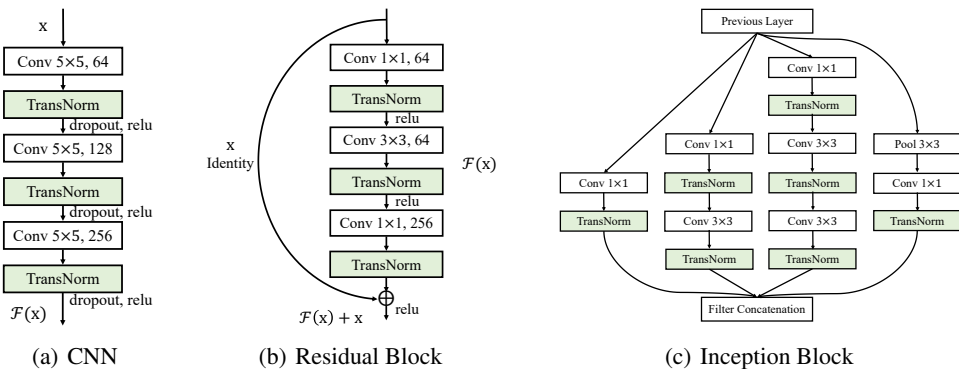 x
Conv 5×5, 64
TransNorm
dropout, relu
Conv 5×5, 128
TransNorm
dropout, relu
Conv 5×5, 256
TransNorm
dropout, relu
ℱ(x)
(a) CNN
x
Identity
Conv 1×1, 64
TransNorm
relu
Conv 3×3, 64
TransNorm
relu
Conv 1×1, 256
TransNorm
relu
ℱ(x)
ℱ(x) + x
(b) Residual Block
Previous Layer
Conv 1×1
TransNorm
Conv 1×1
TransNorm
Conv 3×3
TransNorm
Conv 1×1
TransNorm
Conv 3×3
TransNorm
Conv 3×3
TransNorm
Pool 3×3
Conv 1×1
TransNorm
Filter Concatenation
(c) Inception Block